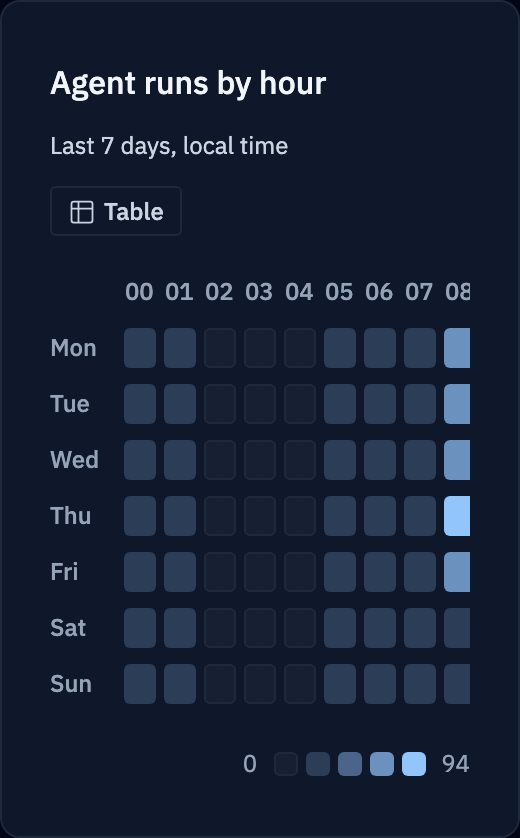 Agent runs by hour
Last 7 days, local time
Table
00 01 02 03 04 05 06 07 08
Mon
Tue
Wed
Thu
Fri
Sat
Sun
0 94